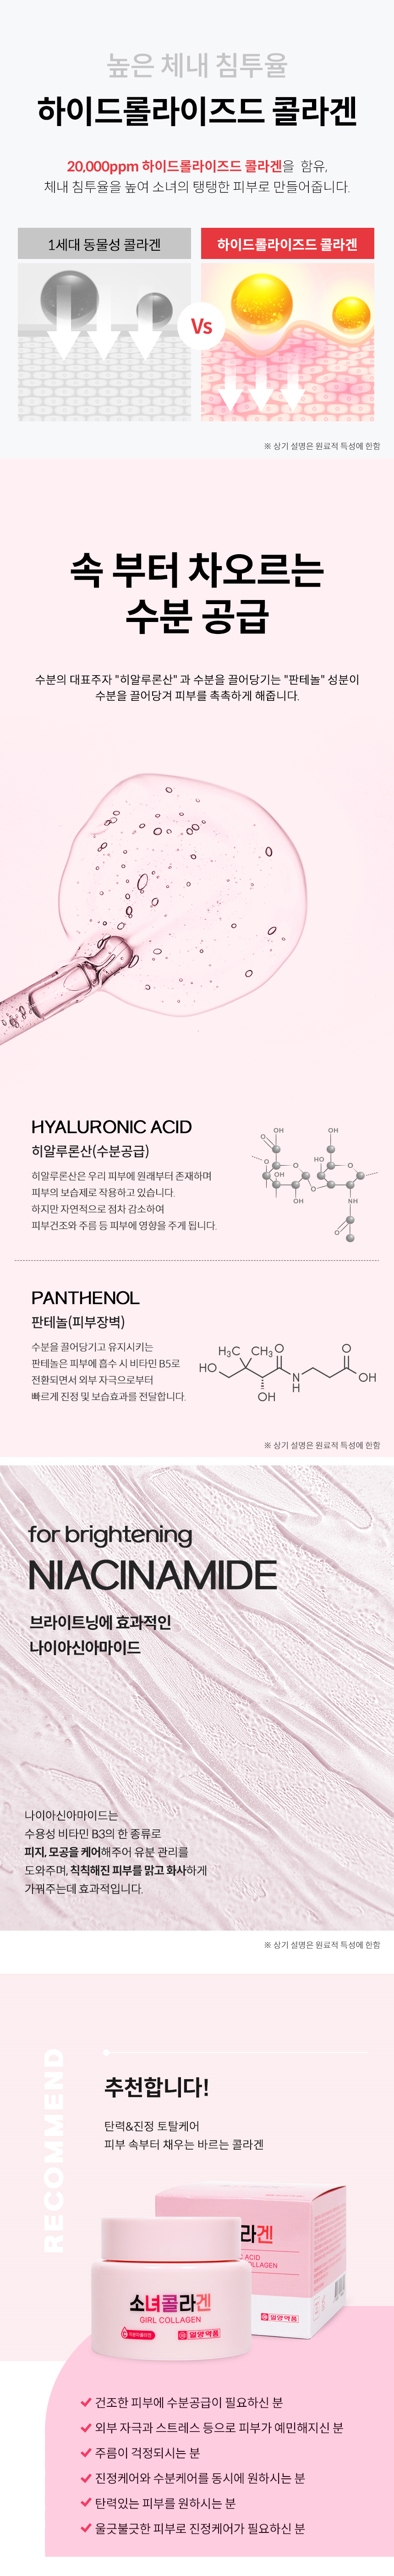 높은 체내 침투율
하이드롤라이즈드 콜라겐
20,000ppm 하이드롤라이즈드 콜라겐을 함유,
체내 침투율을 높여 소녀의 탱탱한 피부로 만들어줍니다.
1세대 동물성 콜라겐
하이드롤라이즈드 콜라겐
Vs
※ 상기 설명은 원료적 특성에 한함
속 부터 차오르는
수분 공급
수분의 대표주자 "히알루론산" 과 수분을 끌어당기는 "판테놀" 성분이
수분을 끌어당겨 피부를 촉촉하게 해줍니다.
HYALURONIC ACID
히알루론산(수분공급)
히알루론산은 우리 피부에 원래부터 존재하며
피부의 보습제로 작용하고 있습니다.
하지만 자연적으로 점차 감소하여
피부건조와 주름 등 피부에 영향을 주게 됩니다.
OH
OH
O
HO
O
O
OH
O
O
OH
NH
O
PANTHENOL
판테놀(피부장벽)
수분을 끌어당기고 유지시키는
판테놀은 피부에 흡수 시 비타민 B5로
전환되면서 외부 자극으로부터
빠르게 진정 및 보습효과를 전달합니다.
H₃C CH₃ O
O
HO
N
H
OH
OH
※ 상기 설명은 원료적 특성에 한함
for brightening
NIACINAMIDE
브라이트닝에 효과적인
나이아신아마이드
나이아신아마이드는
수용성 비타민 B3의 한 종류로
피지, 모공을 케어해주어 유분 관리를
도와주며, 칙칙해진 피부를 맑고 화사하게
가꿔주는데 효과적입니다.
※ 상기 설명은 원료적 특성에 한함
RECOMMEND
추천합니다!
탄력&진정 토탈케어
피부 속부터 채우는 바르는 콜라겐
라겐
ACID
LLAGEN
일양약품
소녀콜라겐
GIRL COLLAGEN
일양약품
건조한 피부에 수분공급이 필요하신 분
외부 자극과 스트레스 등으로 피부가 예민해지신 분
주름이 걱정되시는 분
진정케어와 수분케어를 동시에 원하시는 분
탄력있는 피부를 원하시는 분
울긋불긋한 피부로 진정케어가 필요하신 분